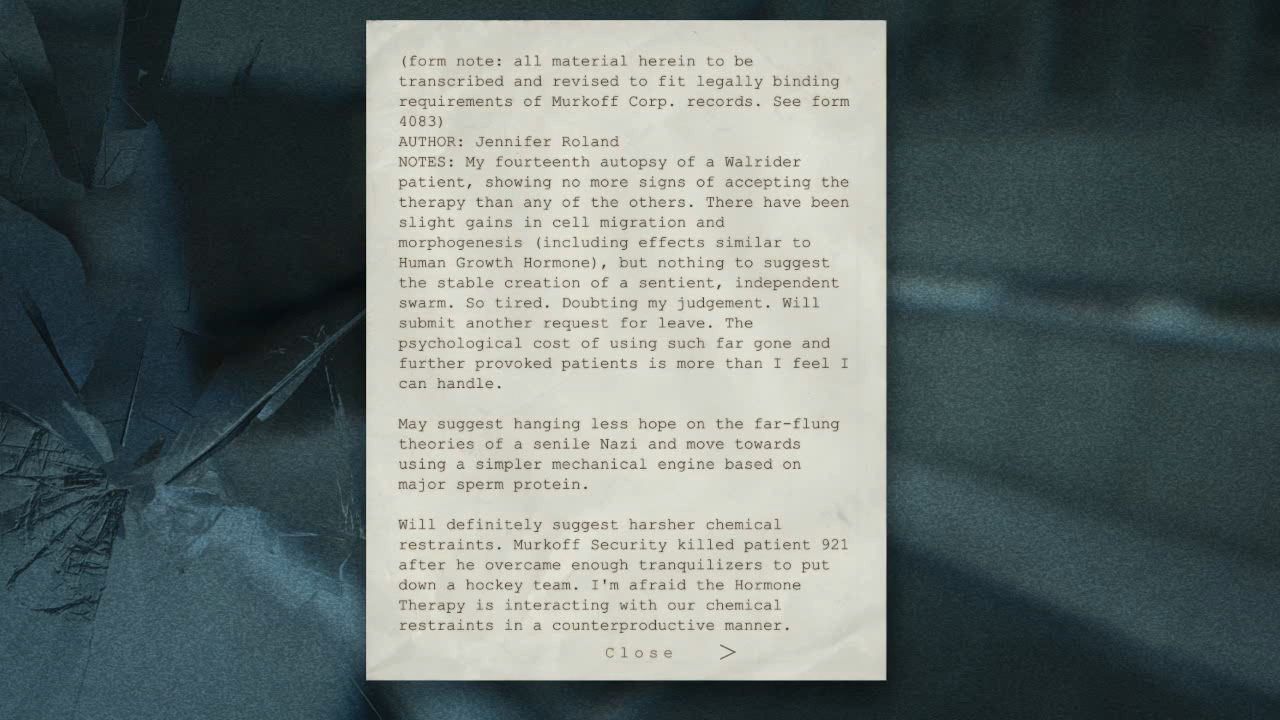 (form note: all material herein to be
transcribed and revised to fit legally binding
requirements of Murkoff Corp. records. See form
4083)
AUTHOR: Jennifer Roland
NOTES: My fourteenth autopsy of a Walrider
patient, showing no more signs of accepting the
therapy than any of the others. There have been
slight gains in cell migration and
morphogenesis (including effects similar to
Human Growth Hormone), but nothing to suggest
the stable creation of a sentient, independent
swarm. So tired. Doubting my judgement. Will
submit another request for leave. The
psychological cost of using such far gone and
further provoked patients is more than I feel I
can handle.

May suggest hanging less hope on the far-flung
theories of a senile Nazi and move towards
using a simpler mechanical engine based on
major sperm protein.

Will definitely suggest harsher chemical
restraints. Murkoff Security killed patient 921
after he overcame enough tranquilizers to put
down a hockey team. I'm afraid the Hormone
Therapy is interacting with our chemical
restraints in a counterproductive manner.
Close >